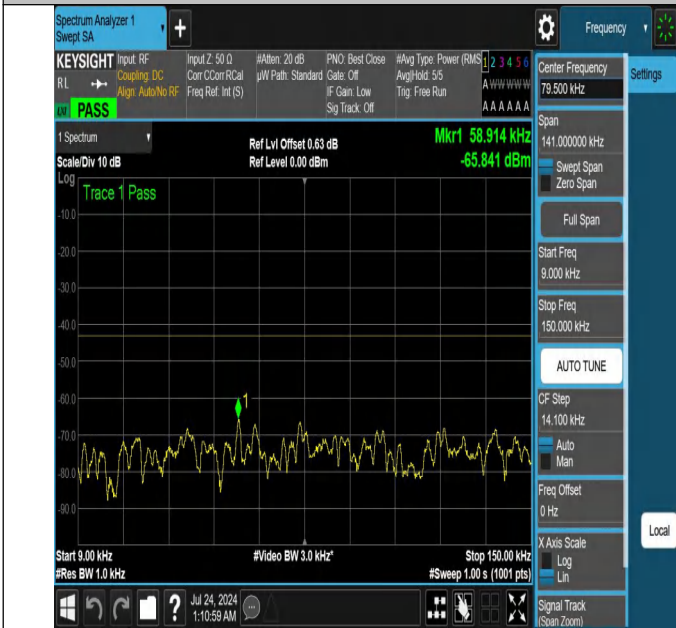 Spectrum Analyzer 1
Swept SA
+
Frequency
KEYSIGHT
RL
PASS
Input: RF
Coupling: DC
Align: Auto/No RF
Input Z: 50 Ω
Corr CCorr RCal
Freq Ref: Int (S)
#Atten: 20 dB
µW Path: Standard
PNO: Best Close
Gate: Off
IF Gain: Low
Sig Track: Off
#Avg Type: Power (RMS
Avg|Hold: 5/5
Trig: Free Run
1 2 3 4 5 6
A W W W W W
A A A A A A
Center Frequency
79.500 kHz
Settings
1 Spectrum
Scale/Div 10 dB
Log
Ref Lvl Offset 0.63 dB
Ref Level 0.00 dBm
Mkr1 58.914 kHz
-65.841 dBm
Trace 1 Pass
-10.0
-20.0
-30.0
-40.0
-50.0
-60.0
-70.0
-80.0
-90.0
1
Start 9.00 kHz
#Res BW 1.0 kHz
#Video BW 3.0 kHz*
Stop 150.00 kHz
#Sweep 1.00 s (1001 pts)
Span
141.000000 kHz
Swept Span
Zero Span
Full Span
Start Freq
9.000 kHz
Stop Freq
150.000 kHz
AUTO TUNE
CF Step
14.100 kHz
Auto
Man
Freq Offset
0 Hz
X Axis Scale
Log
Lin
Local
Signal Track
(Span Zoom)
?
Jul 24, 2024
1:10:59 AM